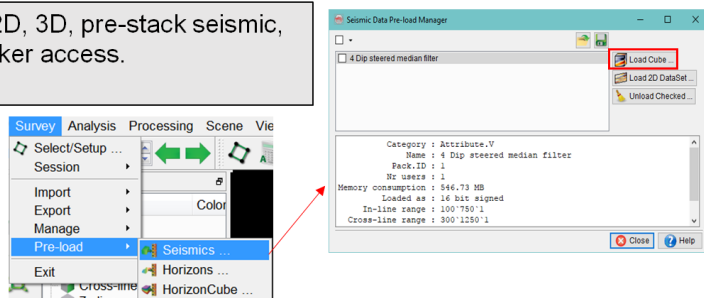 2D, 3D, pre-stack seismic,
ker access.
Survey Analysis Processing Scene Vie
Select/Setup ...
Session
Import
Export
Manage
Pre-load
Exit
Color
Seismics ...
Horizons ...
HorizonCube ...
Cross-line
Seismic Data Pre-load Manager
4 Dip steered median filter
Load Cube ...
Load 2D DataSet ...
Unload Checked ...
Category : Attribute.V
Name : 4 Dip steered median filter
Pack.ID : 1
Nr users : 1
Memory consumption : 546.73 MB
Loaded as : 16 bit signed
In-line range : 100`750`1
Cross-line range : 300`1250`1
Close Help